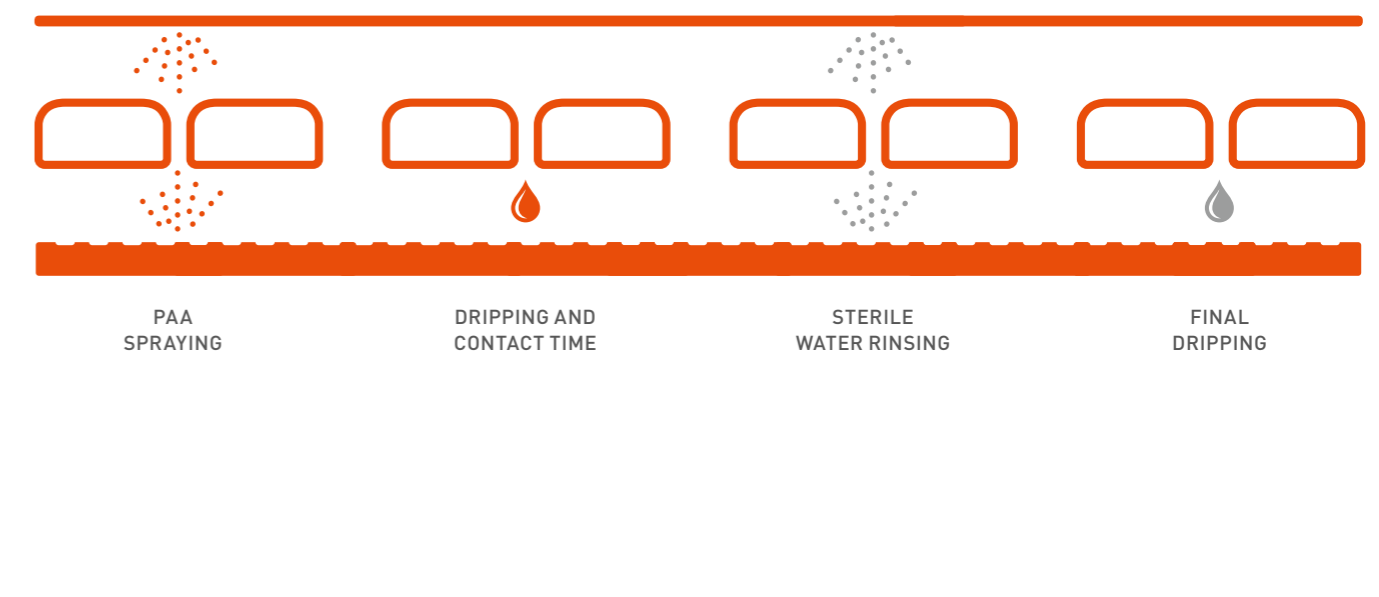 PAA
SPRAYING
DRIPPING AND
CONTACT TIME
STERILE
WATER RINSING
FINAL
DRIPPING